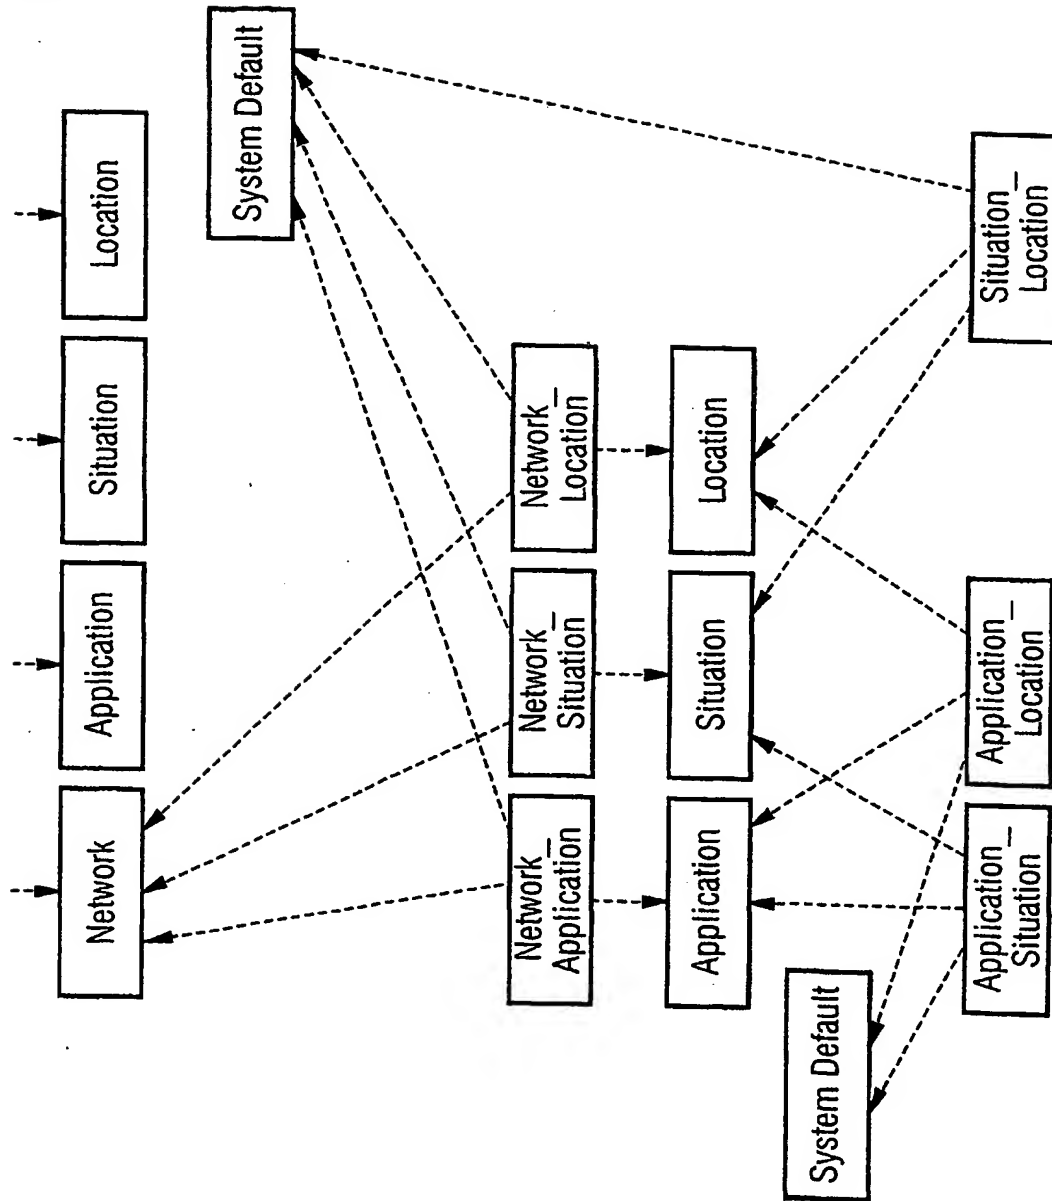 Network
Application
Situation
Location
System Default
Network_
Application
Network_
Situation
Network_
Location
Application
Situation
Location
System Default
Application_
Situation
Application_
Location
Situation_
Location